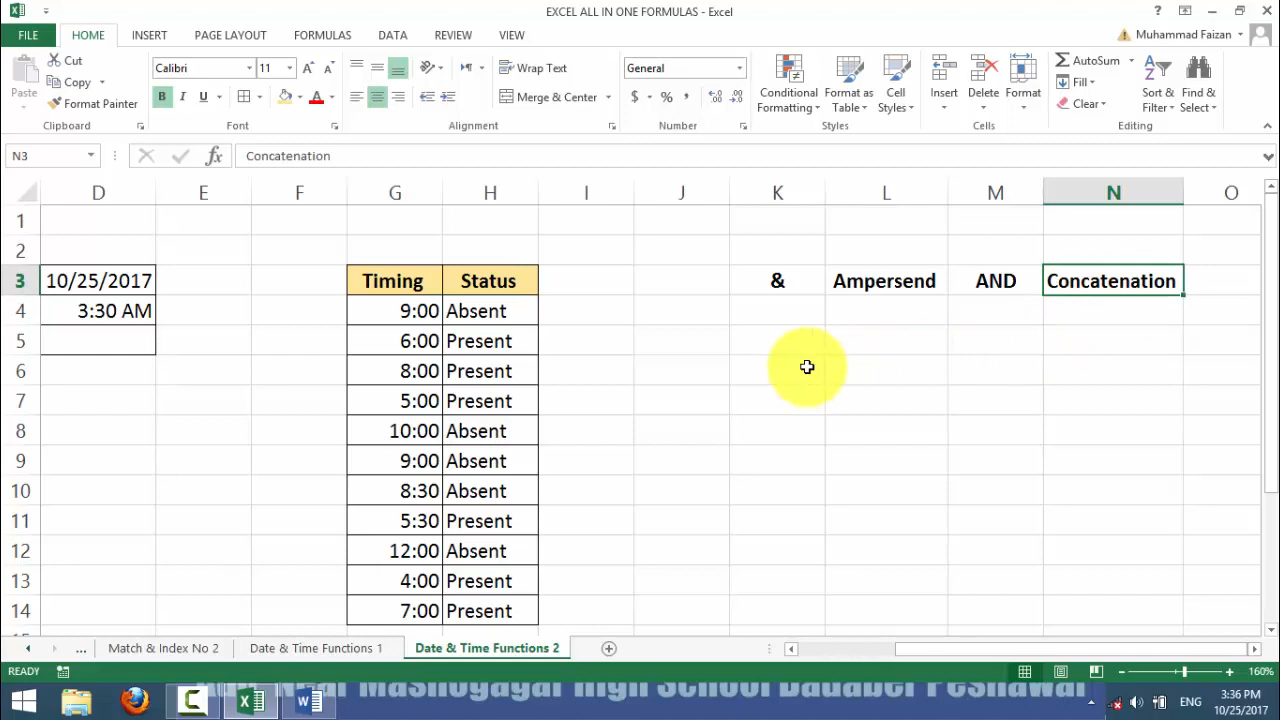 EXCEL ALL IN ONE FORMULAS - Excel
?
FILE HOME INSERT PAGE LAYOUT FORMULAS DATA REVIEW VIEW Muhammad Faizan
Paste Cut Copy Format Painter
Calibri 11 A A
B I U A
Wrap Text
Merge & Center
General
$ % ,
Conditional Formatting
Format as Table
Cell Styles
Insert Delete Format
AutoSum
Fill
Clear
Sort & Filter
Find & Select
Clipboard Font Alignment Number Styles Cells Editing
N3 fx Concatenation
D E F G H I J K L M N O
1
2
3 10/25/2017 Timing Status & Ampersend AND Concatenation
4 3:30 AM 9:00 Absent
5 6:00 Present
6 8:00 Present
7 5:00 Present
8 10:00 Absent
9 9:00 Absent
10 8:30 Absent
11 5:30 Present
12 12:00 Absent
13 4:00 Present
14 7:00 Present
... Match & Index No 2 Date & Time Functions 1 Date & Time Functions 2
READY 160%
High School
ENG 3:36 PM
10/25/2017